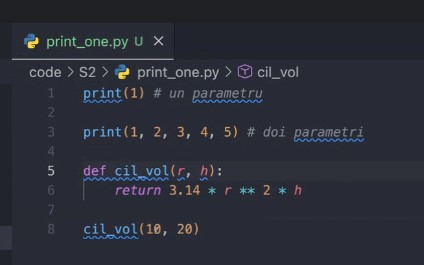 print_one.py U ×
code > S2 > print_one.py > cil_vol
1 print(1) # un parametru
2
3 print(1, 2, 3, 4, 5) # doi parametri
4
5 def cil_vol(r, h):
6 return 3.14 * r ** 2 * h
7
8 cil_vol(10, 20)